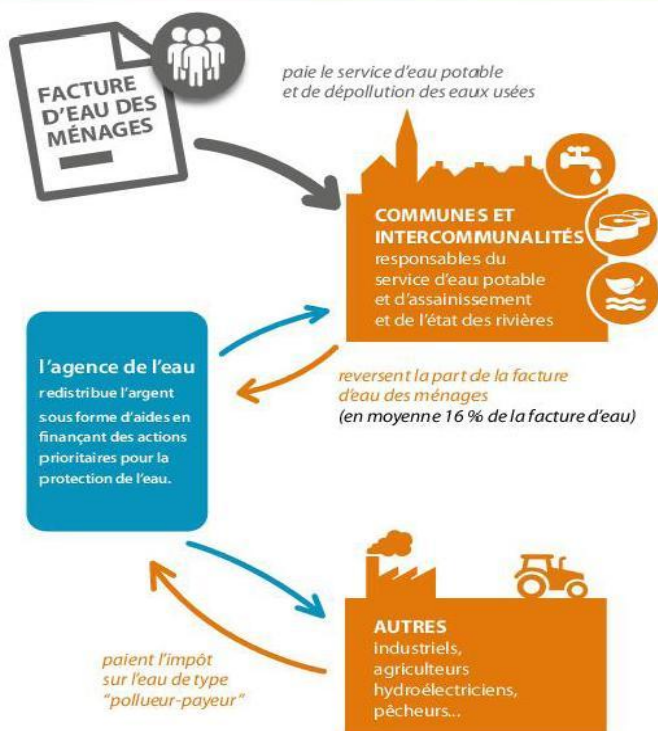 FACTURE
D'EAU DES
MÉNAGES
paie le service d'eau potable
et de dépollution des eaux usées
COMMUNES ET
INTERCOMMUNALITÉS
responsables du
service d'eau potable
et d'assainissement
et de l'état des rivières
l'agence de l'eau
redistribue l'argent
sous forme d'aides en
finançant des actions
prioritaires pour la
protection de l'eau.
reversent la part de la facture
d'eau des ménages
(en moyenne 16 % de la facture d'eau)
AUTRES
industriels,
agriculteurs
hydroélectriciens,
pêcheurs...
paient l'impôt
sur l'eau de type
"pollueur-payeur"